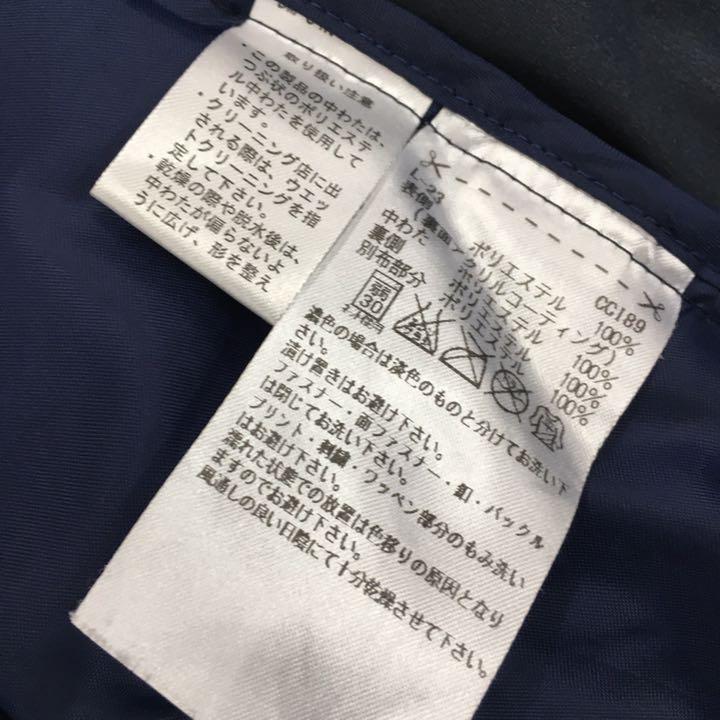 取り扱い注意
・この製品の中わたは、
つぶ状のポリエステ
ル中わたを使用して
います。
・クリーニング店に出
される際は、ウエッ
トクリーニングを指
定して下さい。
・乾燥の際や脱水後は、
中わたが偏らないよ
うに広げ、形を整え
L-23 CC189
表側 ポリエステル 100%
(裏面アクリルコーティング)
中わた ポリエステル 100%
裏側 ポリエステル 100%
別布部分 ポリエステル 100%
弱
30
ネット使用
濃色の場合は淡色のものと分けてお洗い下
さい。
漬け置きはお避け下さい。
ファスナー・面ファスナー・釦・バックル
は閉じてお洗い下さい。
プリント・刺繍・ワッペン部分のもみ洗い
はお避け下さい。
濡れた状態での放置は色移りの原因となり
ますのでお避け下さい。
風通しの良い日陰にて十分乾燥させて下さい。